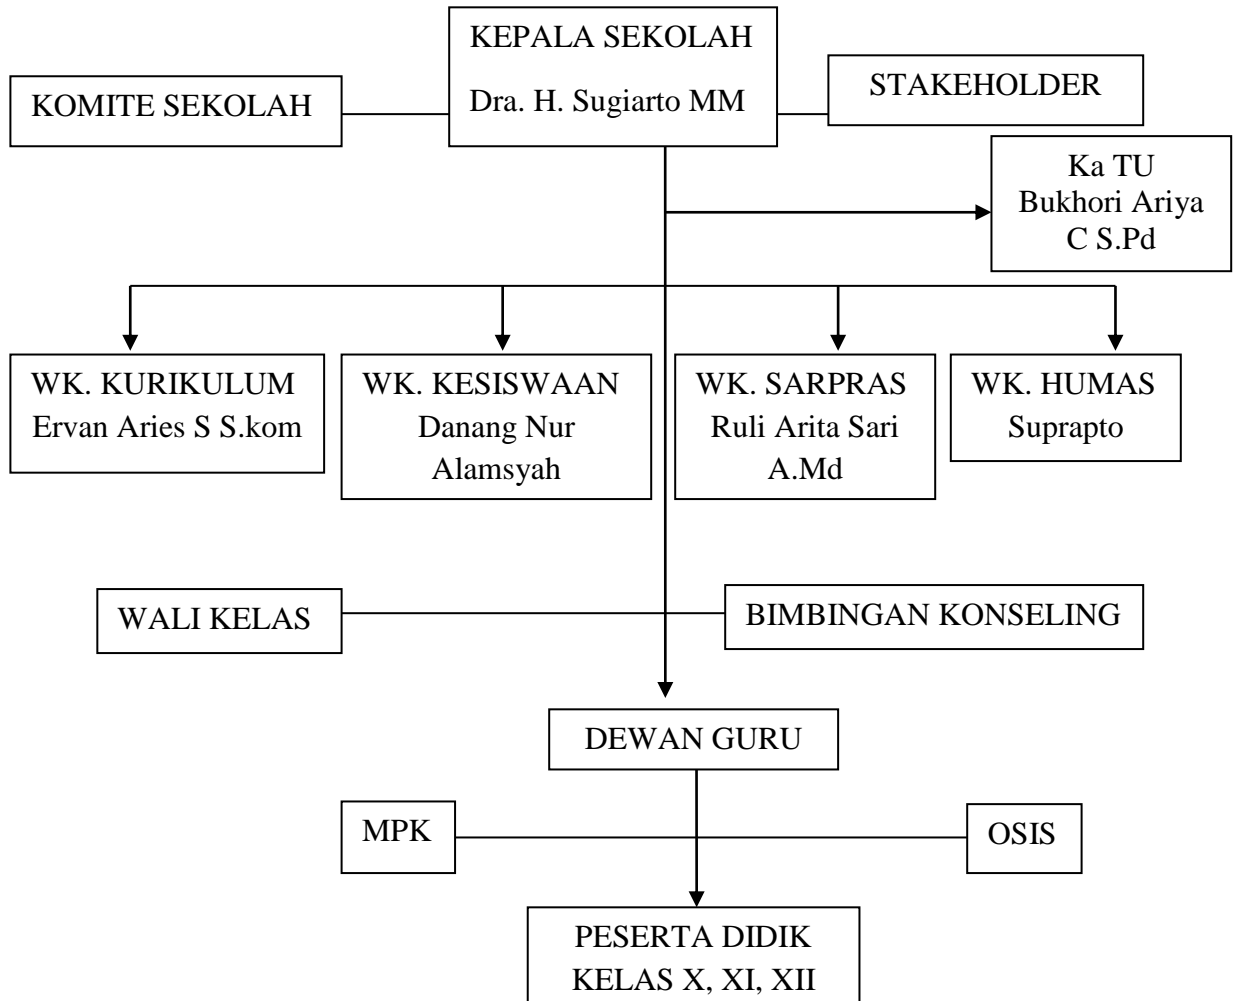 KEPALA SEKOLAH
Dra. H. Sugiarto MM
KOMITE SEKOLAH
STAKEHOLDER
Ka TU
Bukhori Ariya
C S.Pd
WK. KURIKULUM
Ervan Aries S S.kom
WK. KESISWAAN
Danang Nur
Alamsyah
WK. SARPRAS
Ruli Arita Sari
A.Md
WK. HUMAS
Suprapto
WALI KELAS
BIMBINGAN KONSELING
DEWAN GURU
MPK
OSIS
PESERTA DIDIK
KELAS X, XI, XII